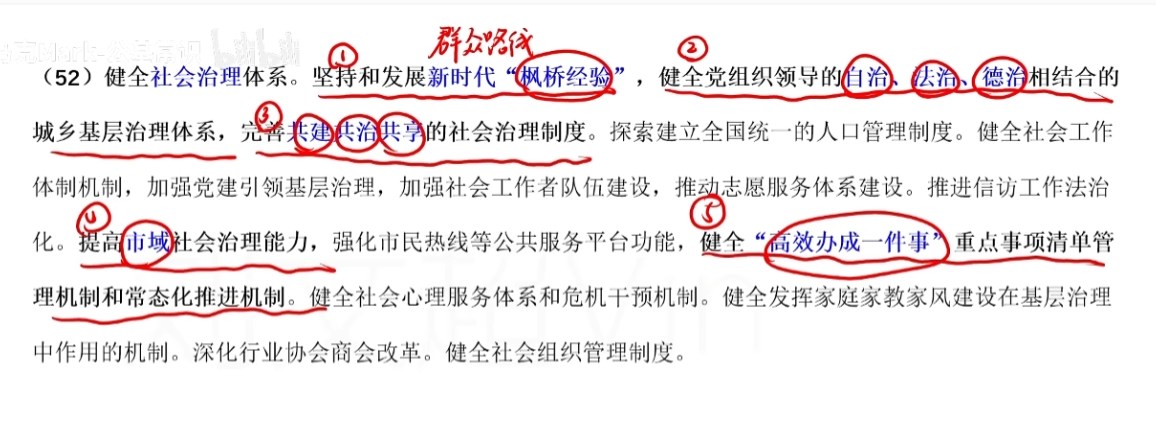 群众路线
① ②
（52）健全社会治理体系。坚持和发展新时代“枫桥经验”，健全党组织领导的自治、法治、德治相结合的
③
城乡基层治理体系，完善共建共治共享的社会治理制度。探索建立全国统一的人口管理制度。健全社会工作
体制机制，加强党建引领基层治理，加强社会工作者队伍建设，推动志愿服务体系建设。推进信访工作法治
④ ⑤
化。提高市域社会治理能力，强化市民热线等公共服务平台功能，健全“高效办成一件事”重点事项清单管
理机制和常态化推进机制。健全社会心理服务体系和危机干预机制。健全发挥家庭家教家风建设在基层治理
中作用的机制。深化行业协会商会改革。健全社会组织管理制度。